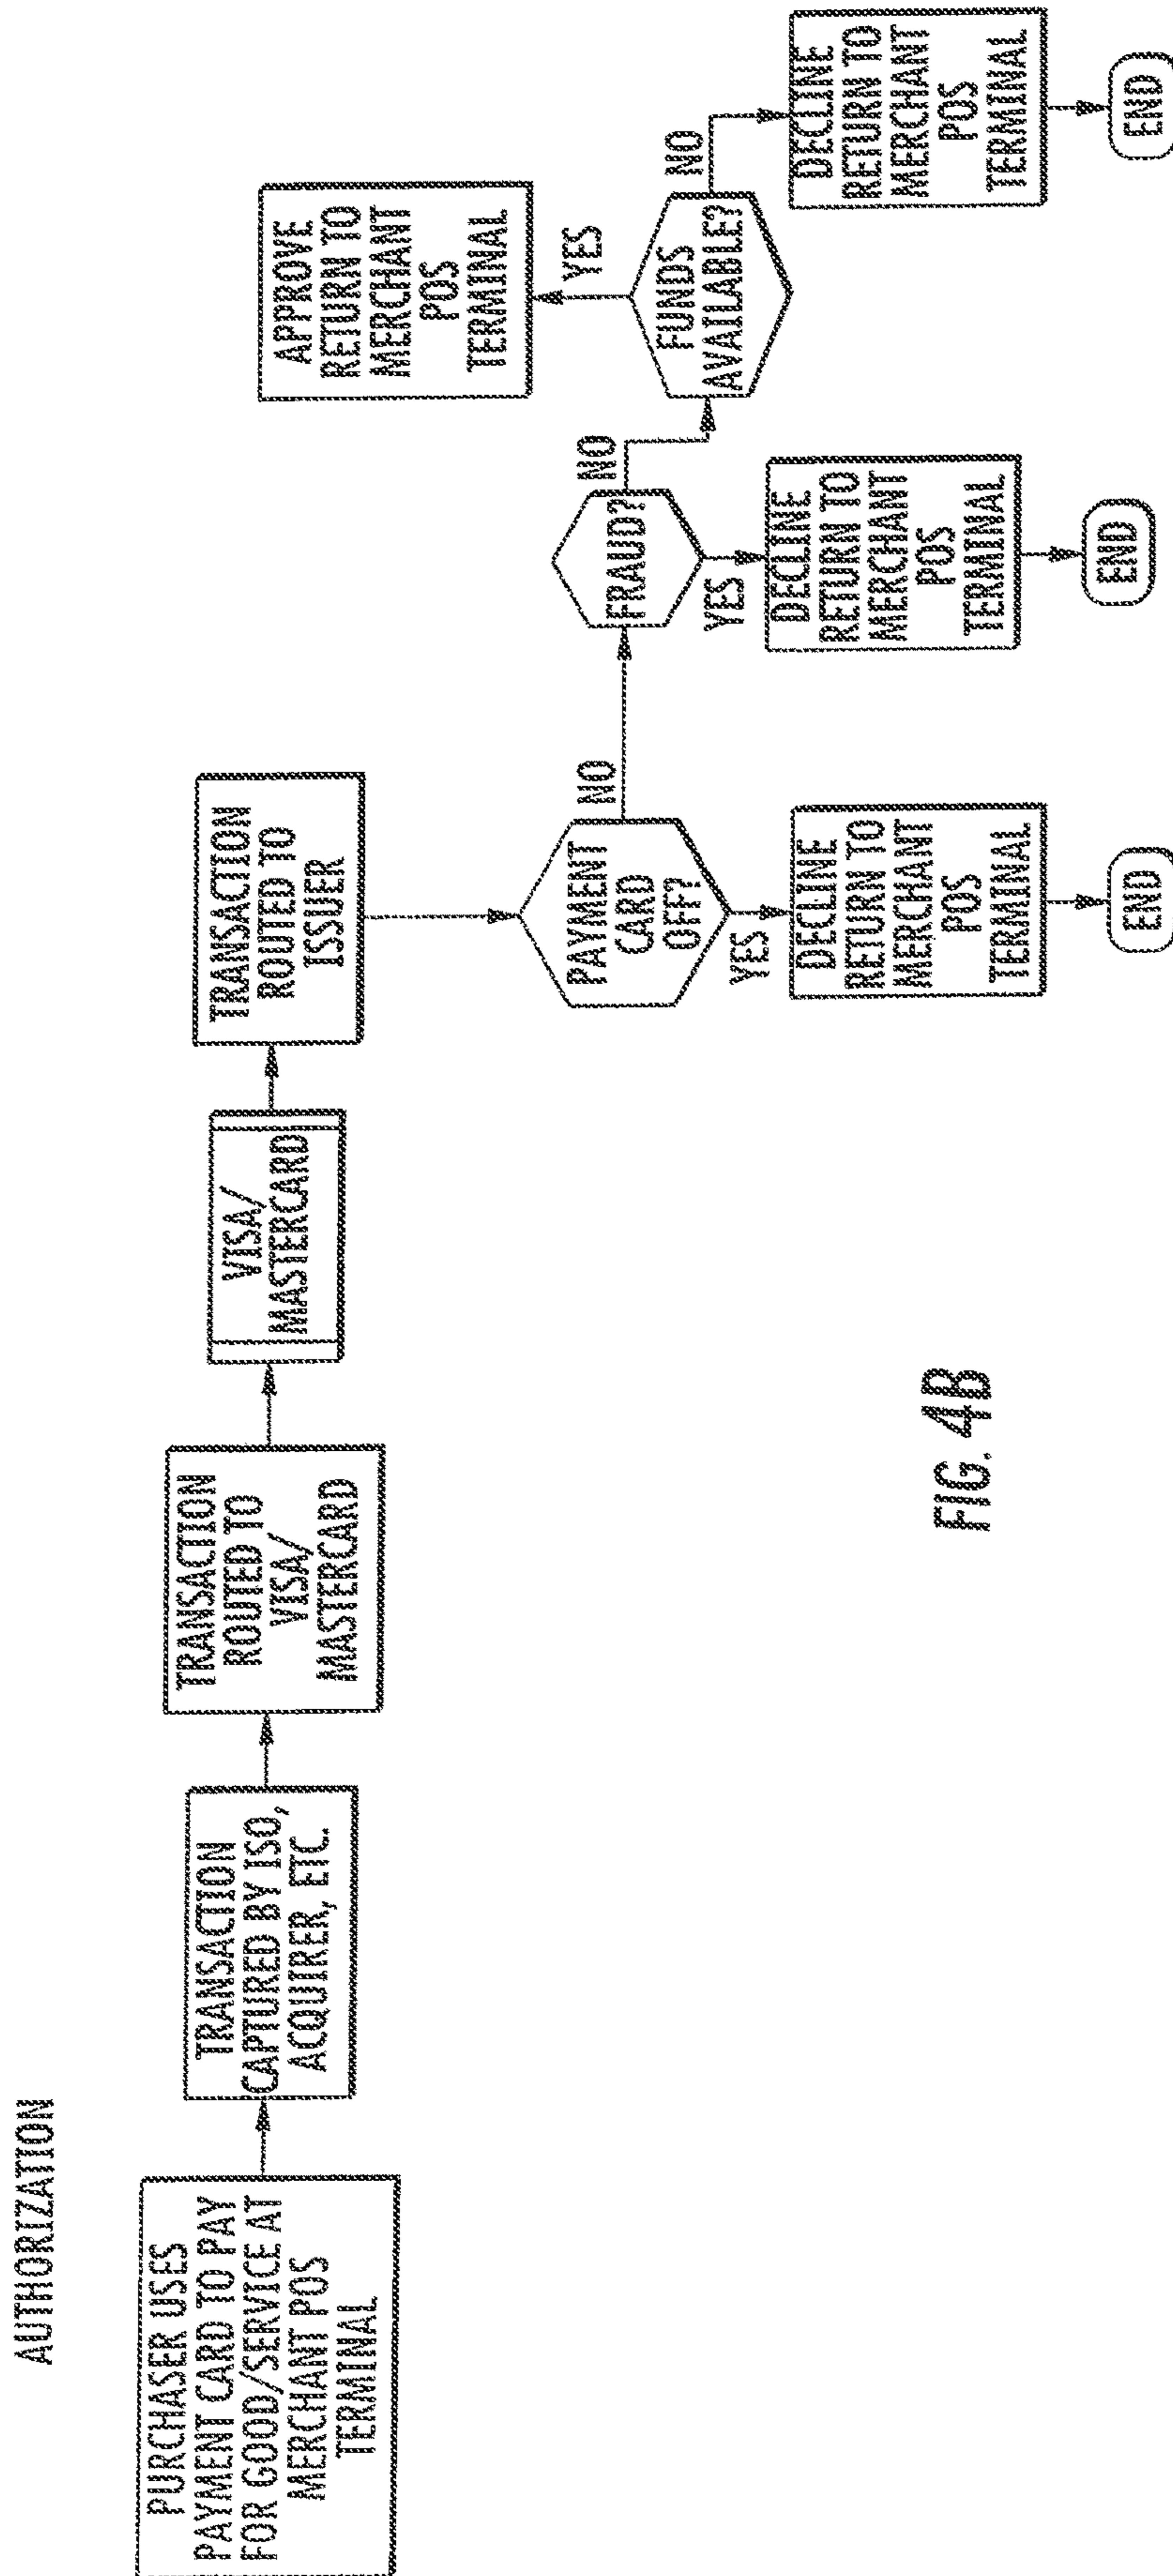 AUTHORIZATION
PURCHASER USES
PAYMENT CARD TO PAY
FOR GOOD/SERVICE AT
MERCHANT POS
TERMINAL
TRANSACTION
CAPTURED BY ISO,
ACQUIRER, ETC.
TRANSACTION
ROUTED TO
VISA/
MASTERCARD
VISA/
MASTERCARD
TRANSACTION
ROUTED TO
ISSUER
PAYMENT
CARD
OFF?
YES
DECLINE
RETURN TO
MERCHANT
POS
TERMINAL
END
NO
FRAUD?
YES
DECLINE
RETURN TO
MERCHANT
POS
TERMINAL
END
NO
FUNDS
AVAILABLE?
YES
APPROVE
RETURN TO
MERCHANT
POS
TERMINAL
NO
DECLINE
RETURN TO
MERCHANT
POS
TERMINAL
END
FIG. 4B